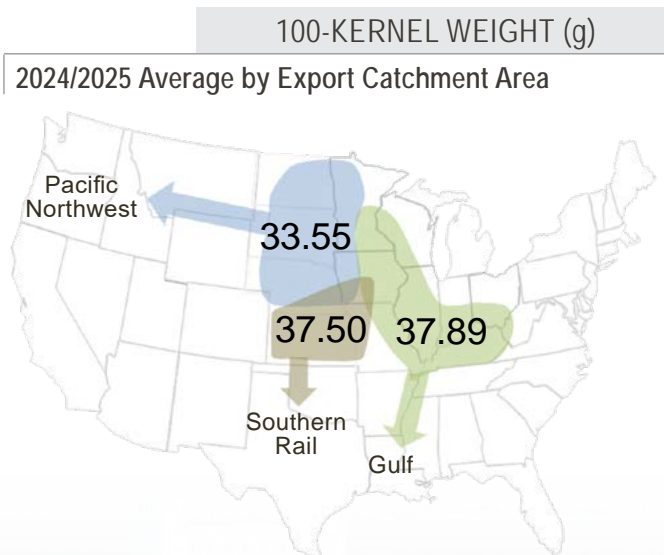 100-KERNEL WEIGHT (g)
2024/2025 Average by Export Catchment Area
Pacific
Northwest
33.55
37.50
37.89
Southern
Rail
Gulf